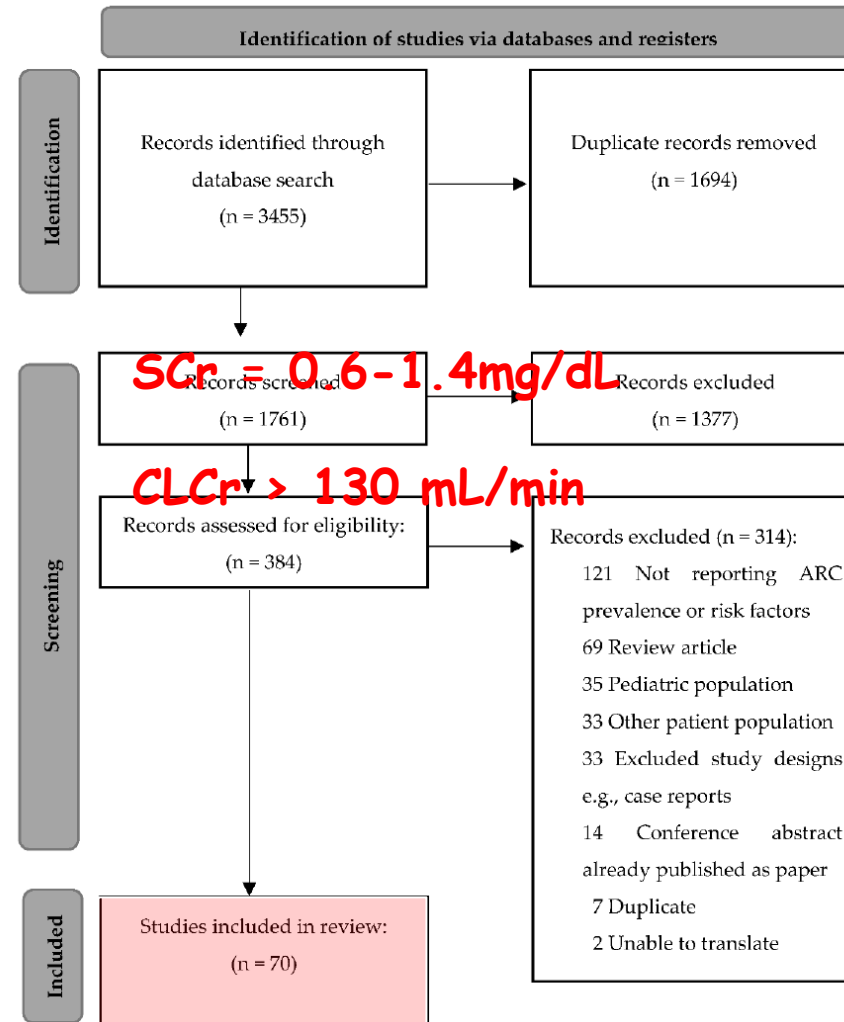 Identification of studies via databases and registers
Identification
Records identified through
database search
(n = 3455)
Duplicate records removed
(n = 1694)
Screening
Records screened
(n = 1761)
Records excluded
(n = 1377)
SCr = 0.6-1.4mg/dL
CLCr > 130 mL/min
Records assessed for eligibility:
(n = 384)
Records excluded (n = 314):
121 Not reporting ARC
prevalence or risk factors
69 Review article
35 Pediatric population
33 Other patient population
33 Excluded study designs
e.g., case reports
14 Conference abstract
already published as paper
7 Duplicate
2 Unable to translate
Included
Studies included in review:
(n = 70)